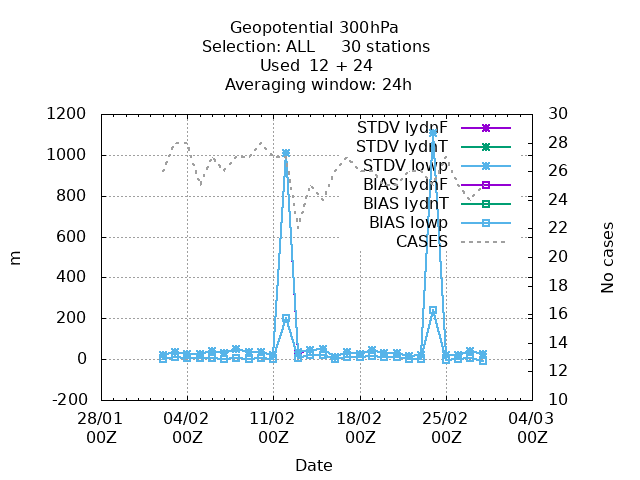 Geopotential 300hPa
Selection: ALL 30 stations
Used 12 + 24
Averaging window: 24h
1200
1000
800
600
400
200
0
-200
30
28
26
24
22
20
18
16
14
12
10
STDV lydnF
STDV lydnT
STDV lowp
BIAS lydnF
BIAS lydnT
BIAS lowp
CASES
m
No cases
28/01 04/02 11/02 18/02 25/02 04/03
00Z 00Z 00Z 00Z 00Z 00Z
Date